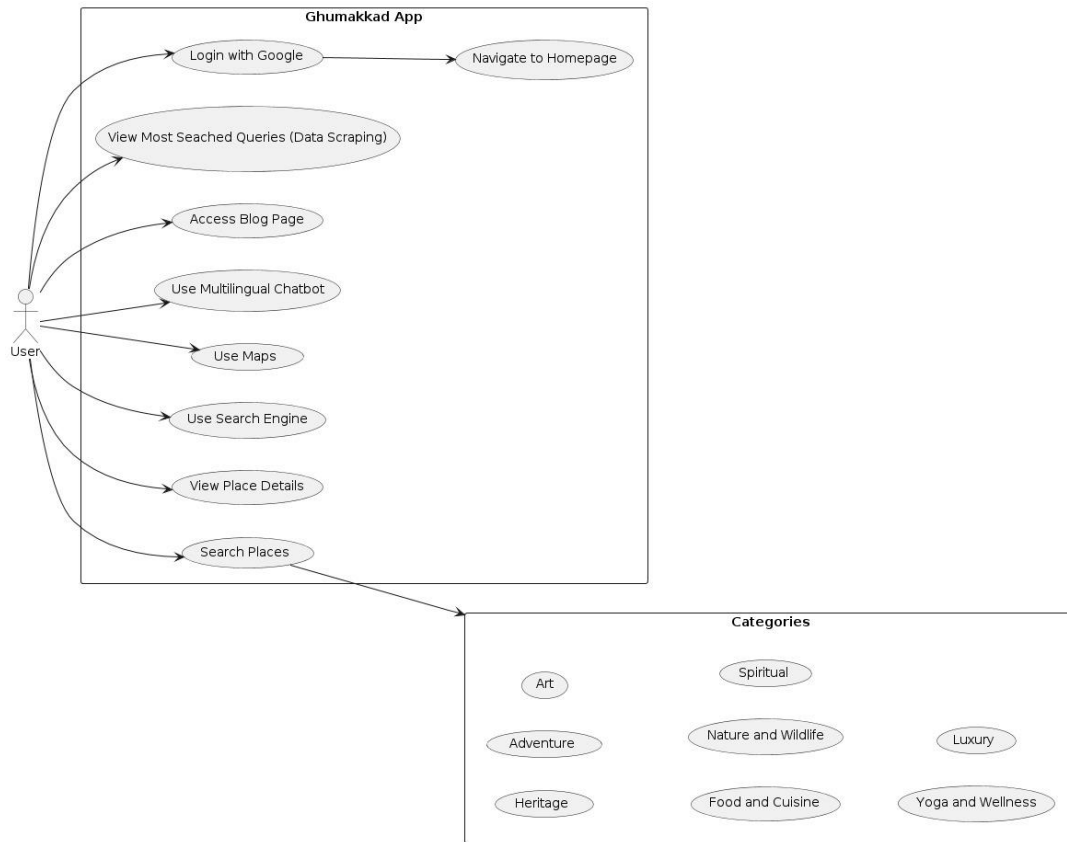 Ghumakkad App
Login with Google
Navigate to Homepage
View Most Seached Queries (Data Scraping)
Access Blog Page
Use Multilingual Chatbot
User
Use Maps
Use Search Engine
View Place Details
Search Places
Categories
Art
Spiritual
Adventure
Nature and Wildlife
Luxury
Heritage
Food and Cuisine
Yoga and Wellness